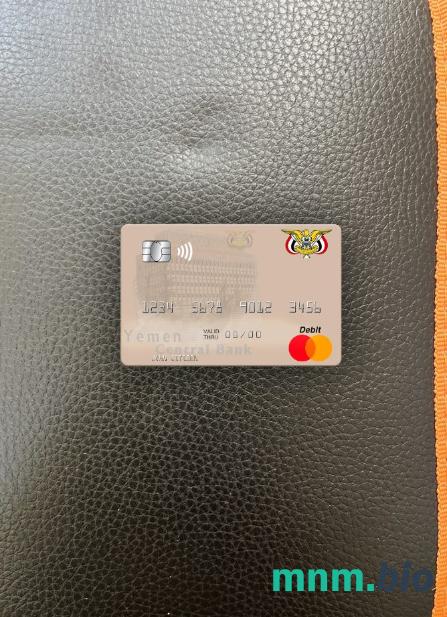 1234 5678 9012 3456
Debit
VALID
THRU 00/00
Yemen
Central Bank
mnm.bio